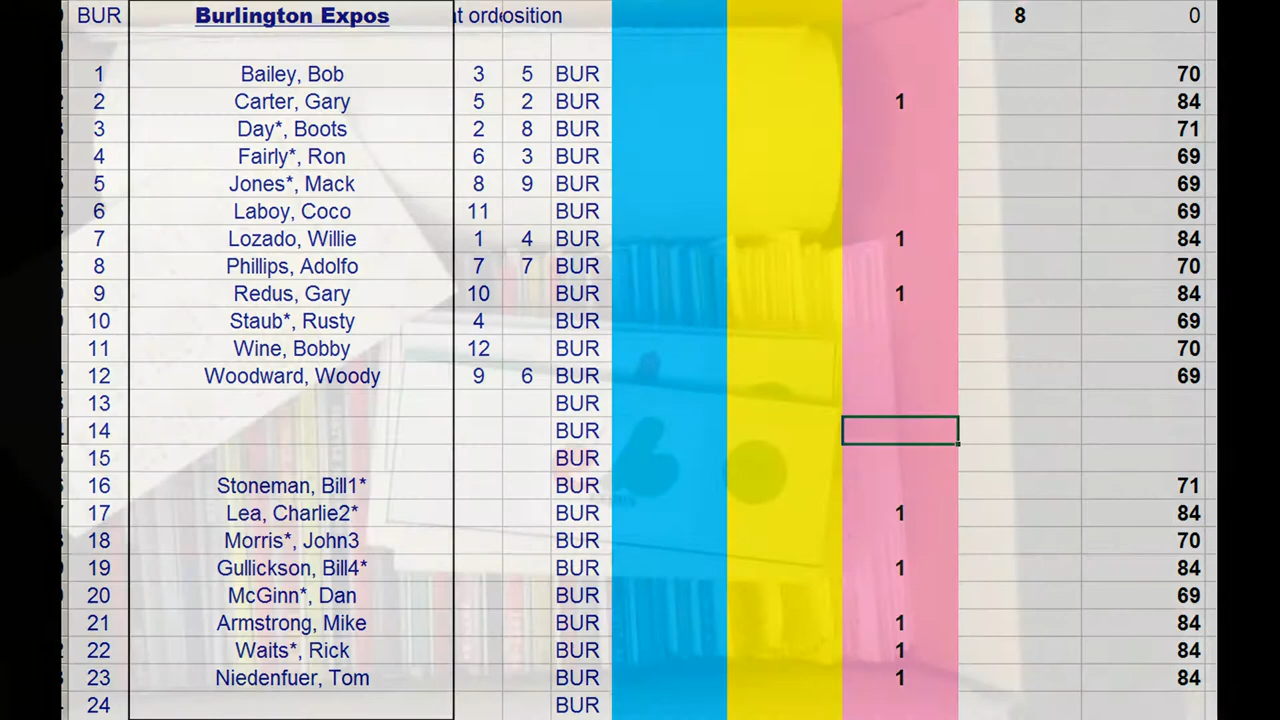 BUR Burlington Expos at order osition 8 0
1 Bailey, Bob 3 5 BUR 70
2 Carter, Gary 5 2 BUR 1 84
3 Day*, Boots 2 8 BUR 71
4 Fairly*, Ron 6 3 BUR 69
5 Jones*, Mack 8 9 BUR 69
6 Laboy, Coco 11 BUR 69
7 Lozado, Willie 1 4 BUR 1 84
8 Phillips, Adolfo 7 7 BUR 70
9 Redus, Gary 10 BUR 1 84
10 Staub*, Rusty 4 BUR 69
11 Wine, Bobby 12 BUR 70
12 Woodward, Woody 9 6 BUR 69
13 BUR
14 BUR
15 BUR
16 Stoneman, Bill1* BUR 71
17 Lea, Charlie2* BUR 1 84
18 Morris*, John3 BUR 70
19 Gullickson, Bill4* BUR 1 84
20 McGinn*, Dan BUR 69
21 Armstrong, Mike BUR 1 84
22 Waits*, Rick BUR 1 84
23 Niedenfuer, Tom BUR 1 84
24 BUR